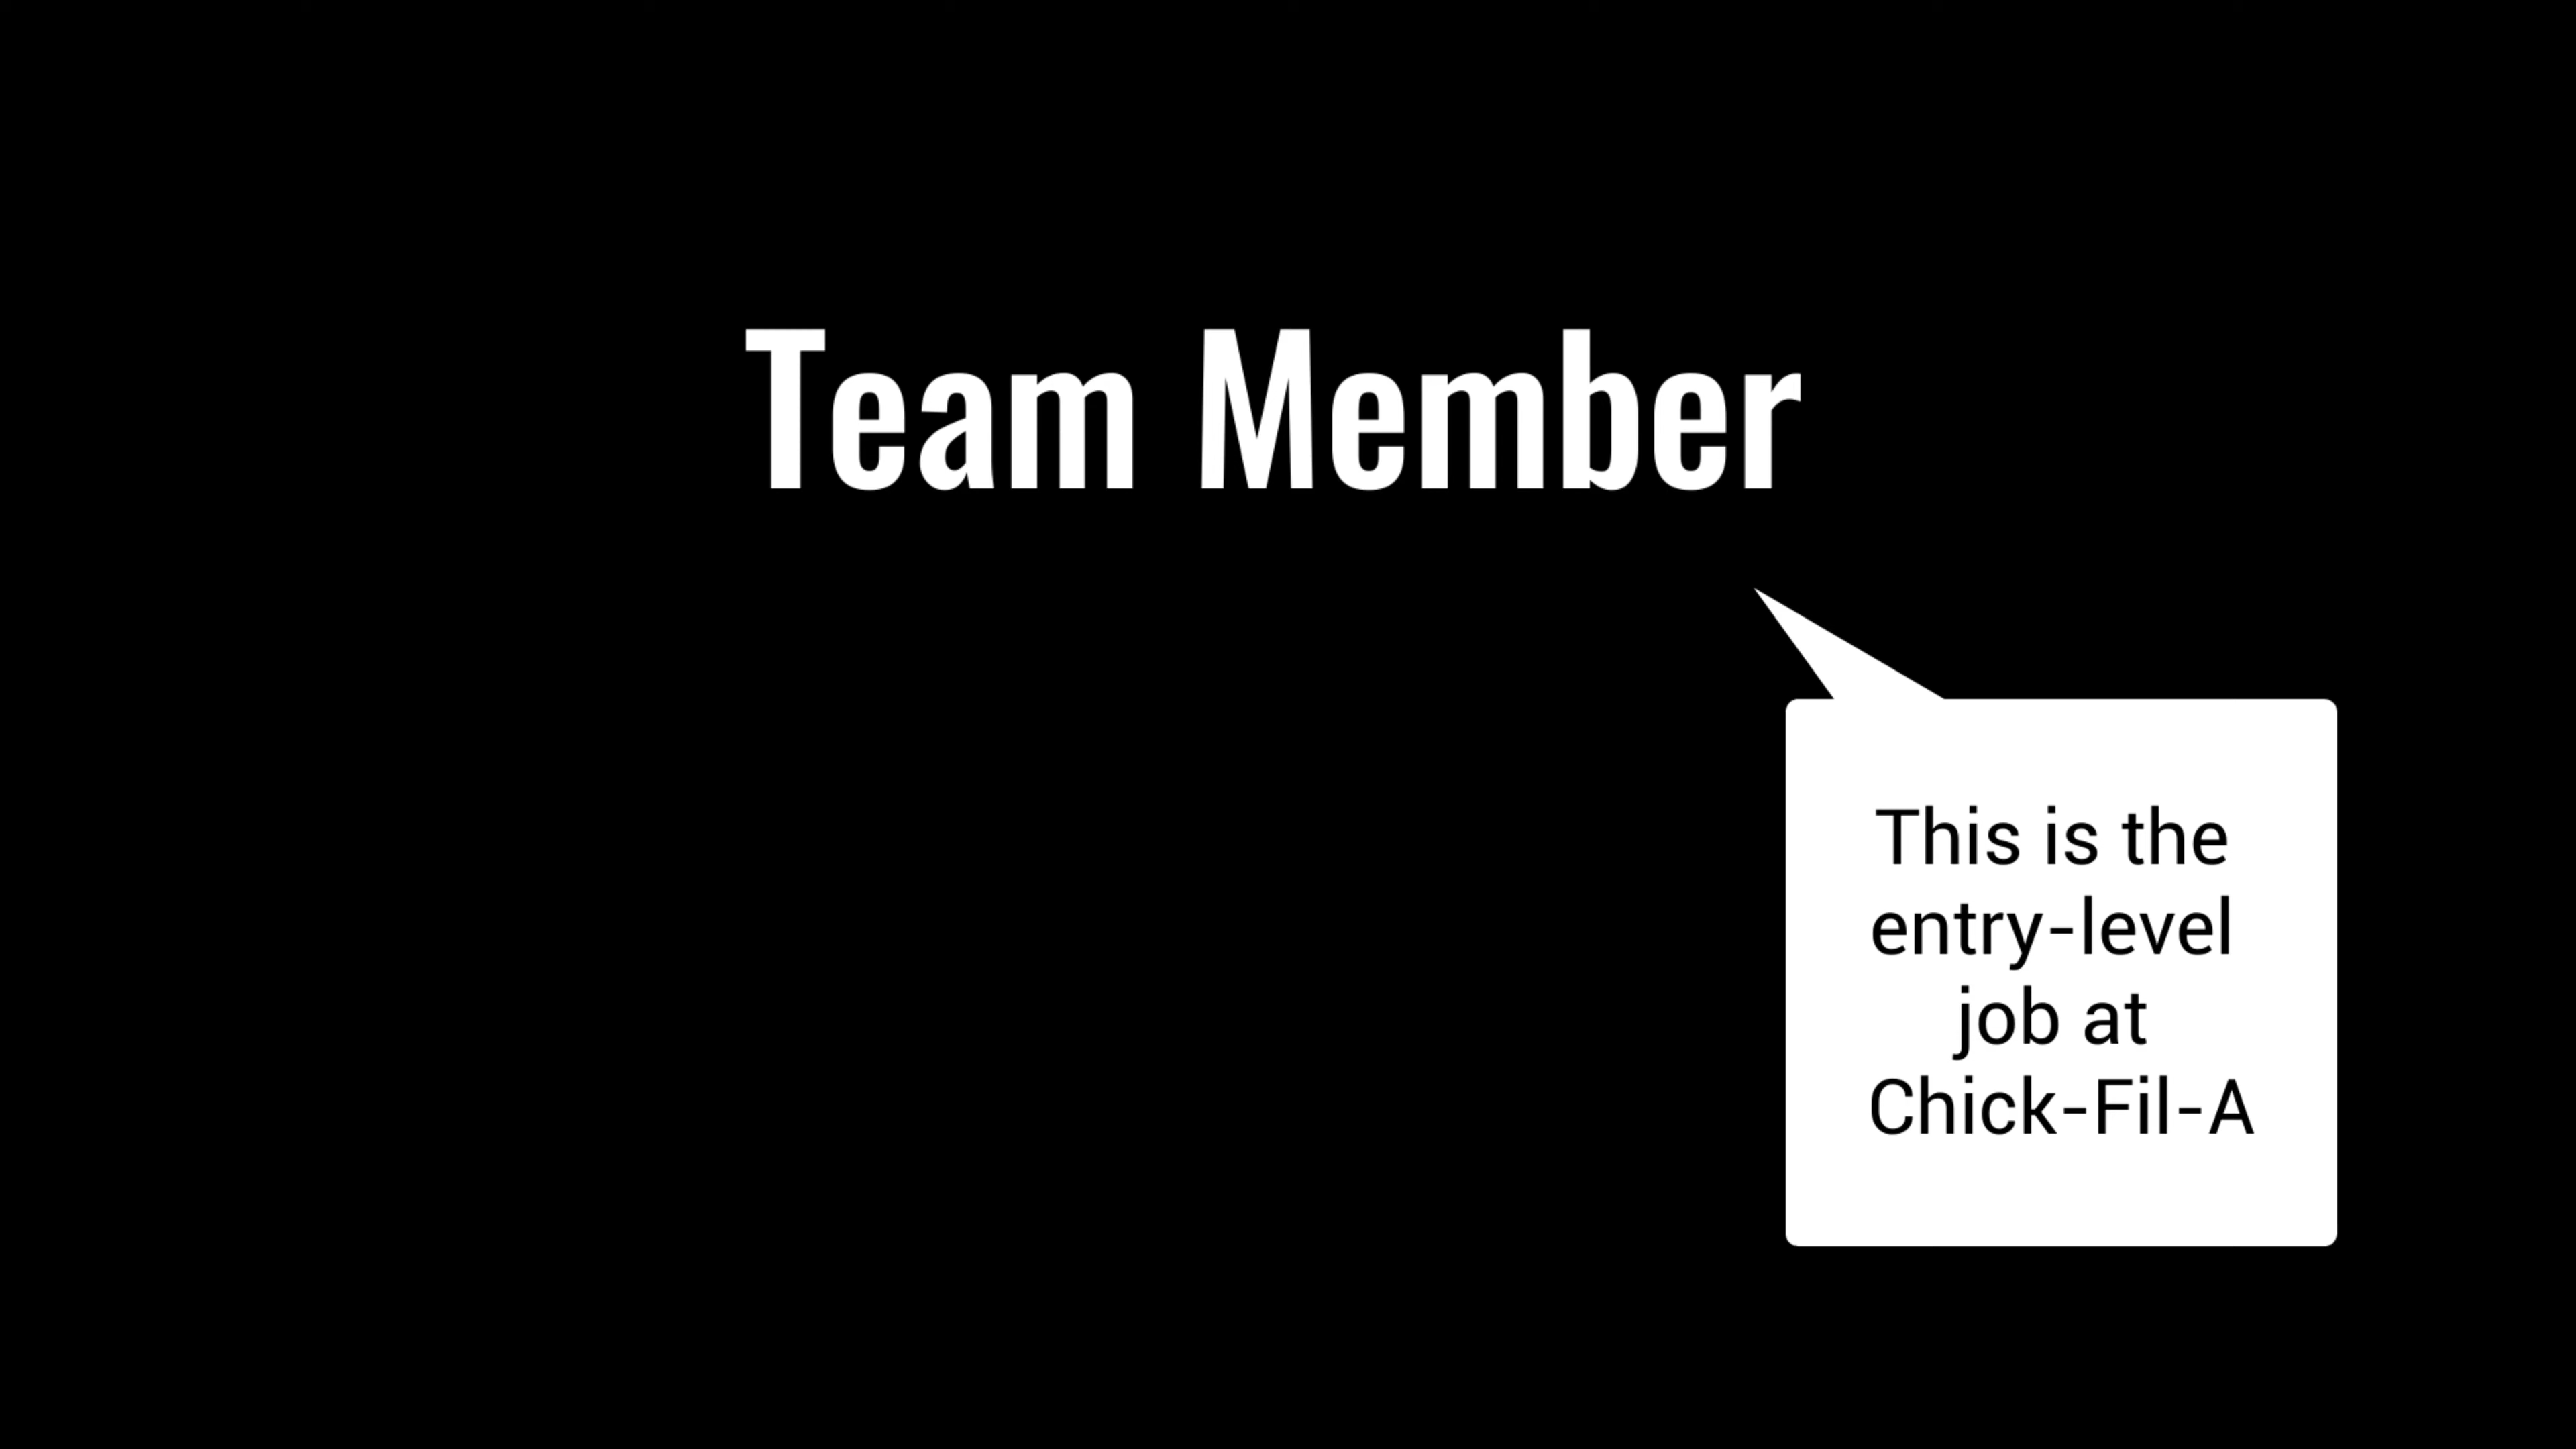 Team Member
This is the
entry-level
job at
Chick-Fil-A